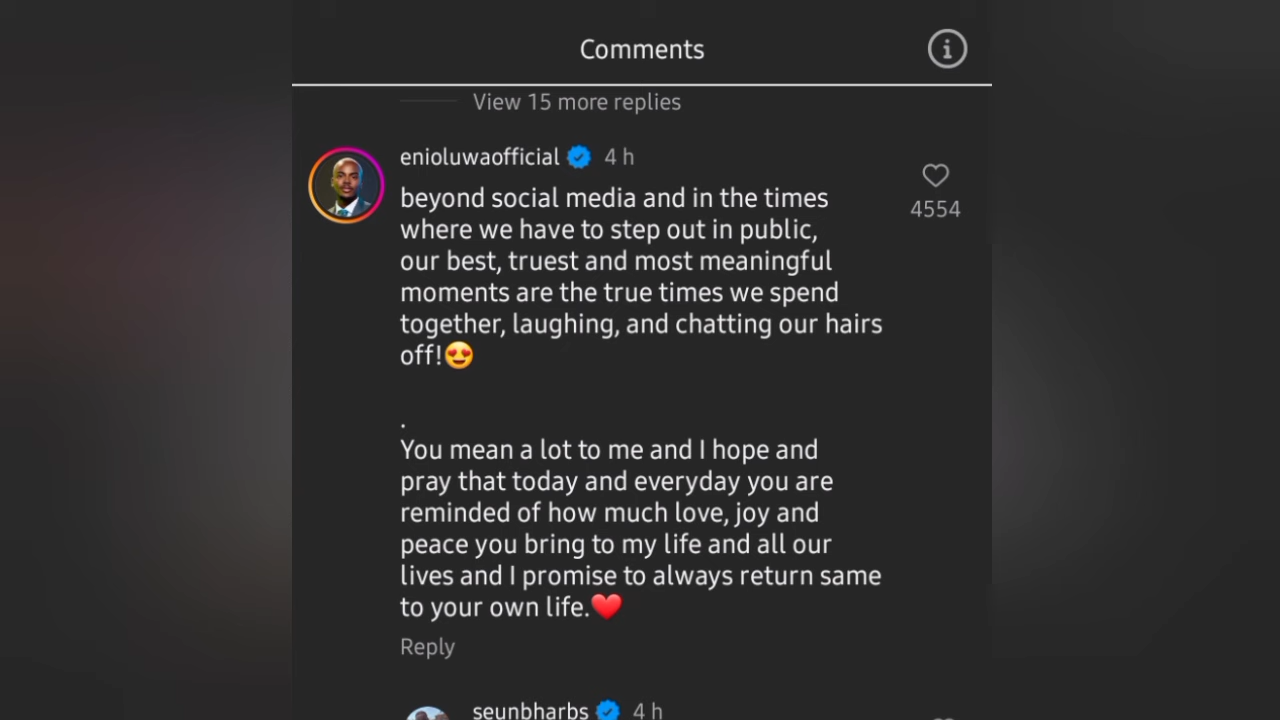 Comments
View 15 more replies
enioluwaofficial 4 h
beyond social media and in the times
where we have to step out in public,
our best, truest and most meaningful
moments are the true times we spend
together, laughing, and chatting our hairs
off!😍
.
You mean a lot to me and I hope and
pray that today and everyday you are
reminded of how much love, joy and
peace you bring to my life and all our
lives and I promise to always return same
to your own life.❤️
4554
Reply
seunbharbs 4 h